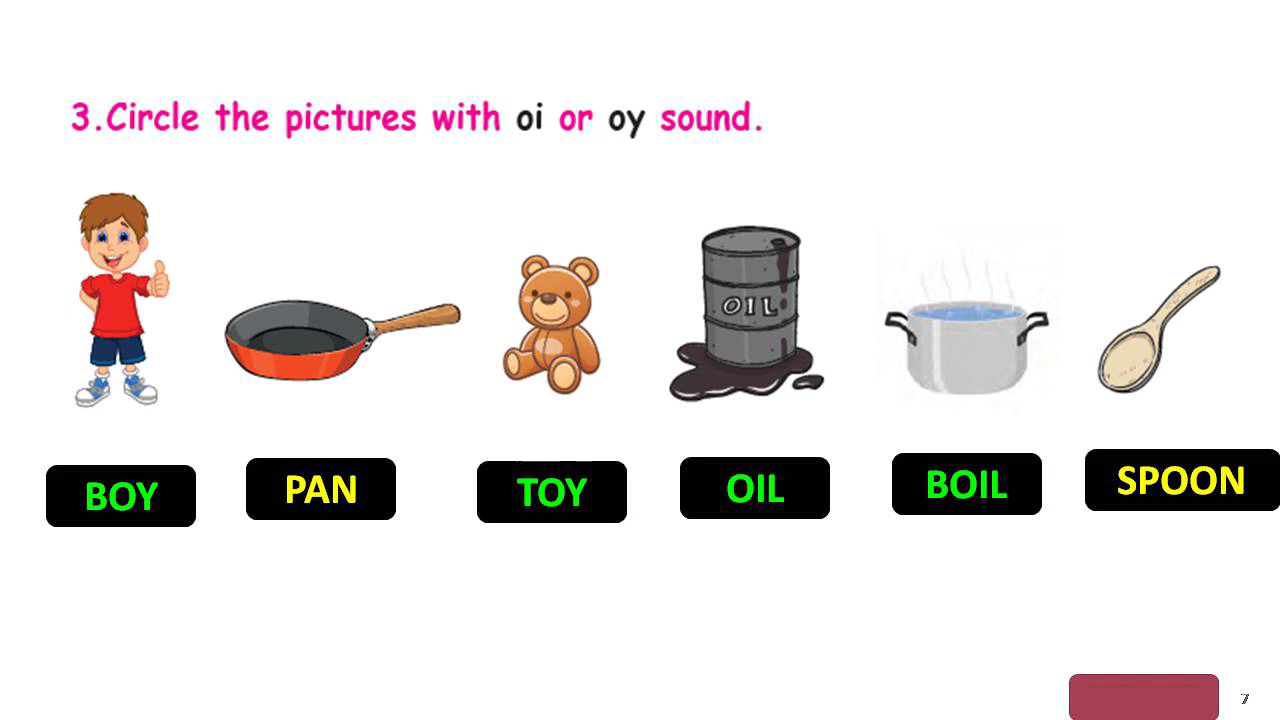 3.Circle the pictures with oi or oy sound.
OIL
BOY
PAN
TOY
OIL
BOIL
SPOON
7